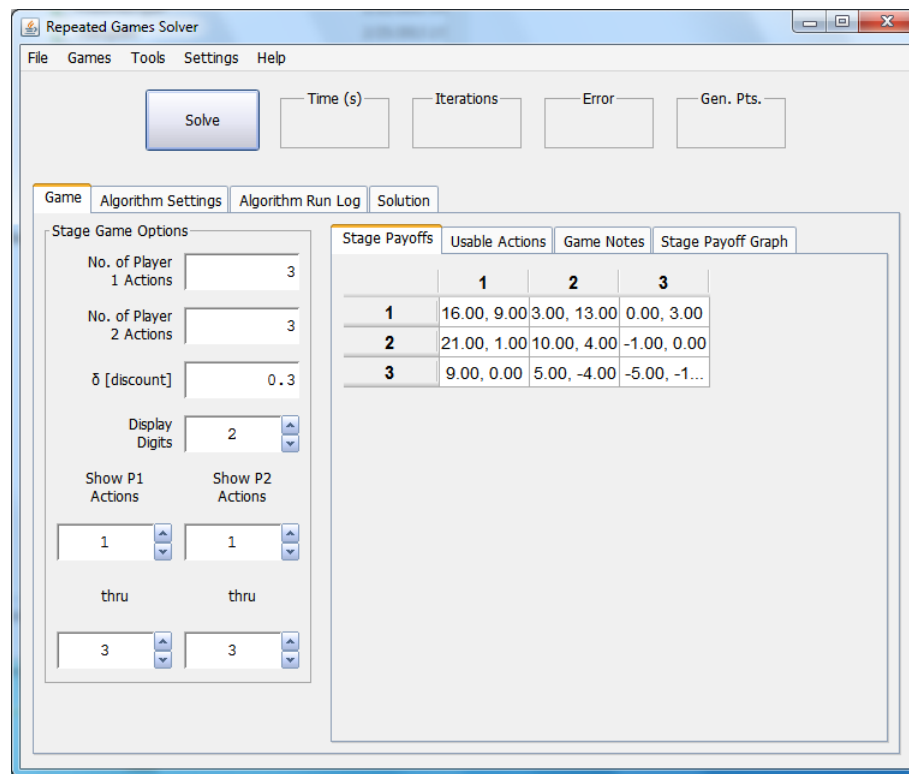 Repeated Games Solver
File Games Tools Settings Help
Solve
Time (s) Iterations Error Gen. Pts.
Game Algorithm Settings Algorithm Run Log Solution
Stage Game Options
No. of Player
1 Actions
3
No. of Player
2 Actions
3
δ [discount]
0.3
Display
Digits
2
Show P1
Actions
Show P2
Actions
1 1
thru thru
3 3
Stage Payoffs Usable Actions Game Notes Stage Payoff Graph
1 2 3
1 16.00, 9.00 3.00, 13.00 0.00, 3.00
2 21.00, 1.00 10.00, 4.00 -1.00, 0.00
3 9.00, 0.00 5.00, -4.00 -5.00, -1...